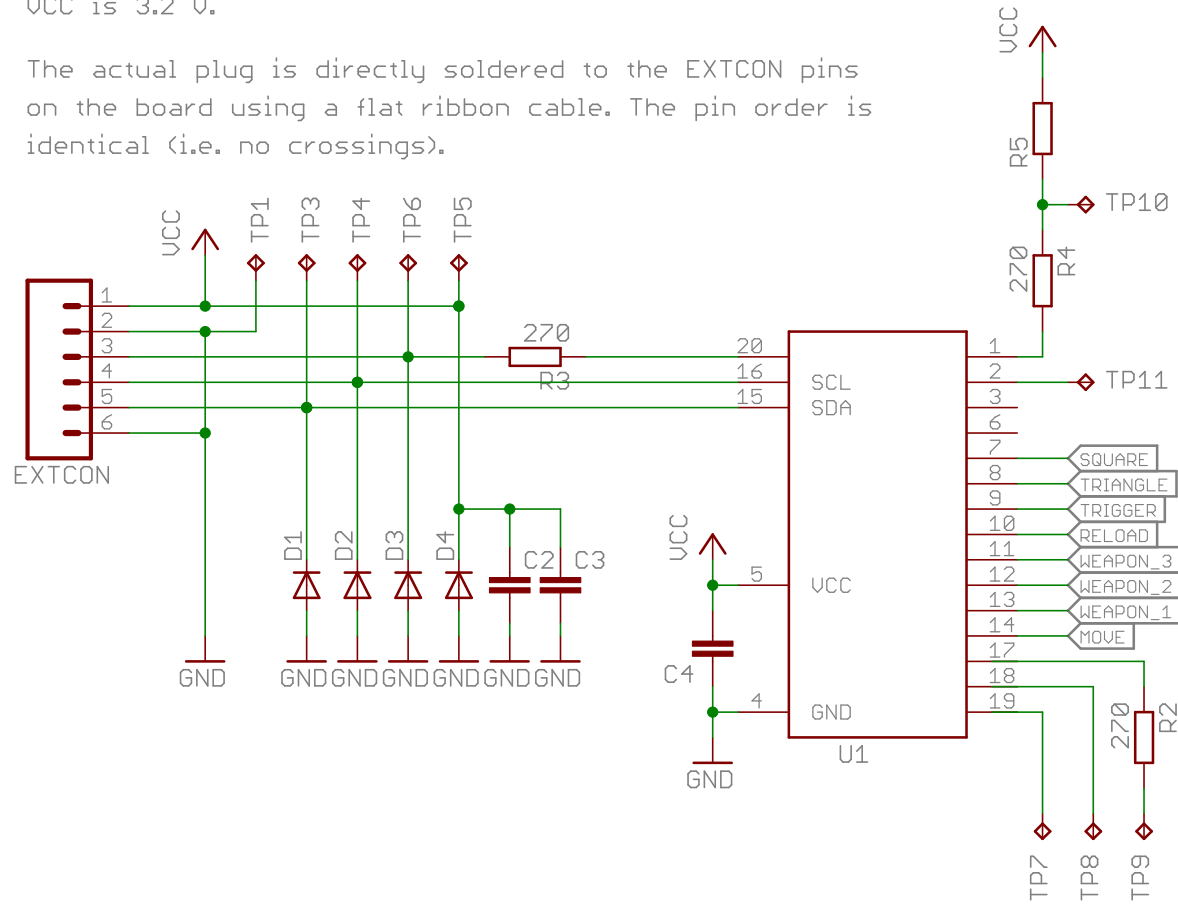 VCC is 3.2 V.
The actual plug is directly soldered to the EXTCON pins
on the board using a flat ribbon cable. The pin order is
identical (i.e. no crossings).
VCC
R5
TP10
270
R4
VCC
TP1
TP3
TP4
TP6
TP5
1
2
3
4
5
6
EXTCON
270
R3
20
16
15
SCL
SDA
1
2
3
6
7
8
9
10
11
12
13
14
17
18
19
TP11
SQUARE
TRIANGLE
TRIGGER
RELOAD
WEAPON_3
WEAPON_2
WEAPON_1
MOVE
D1
D2
D3
D4
C2
C3
GND
GND
GND
GND
GND
GND
GND
VCC
5
VCC
C4
4
GND
GND
U1
270
R2
TP7
TP8
TP9